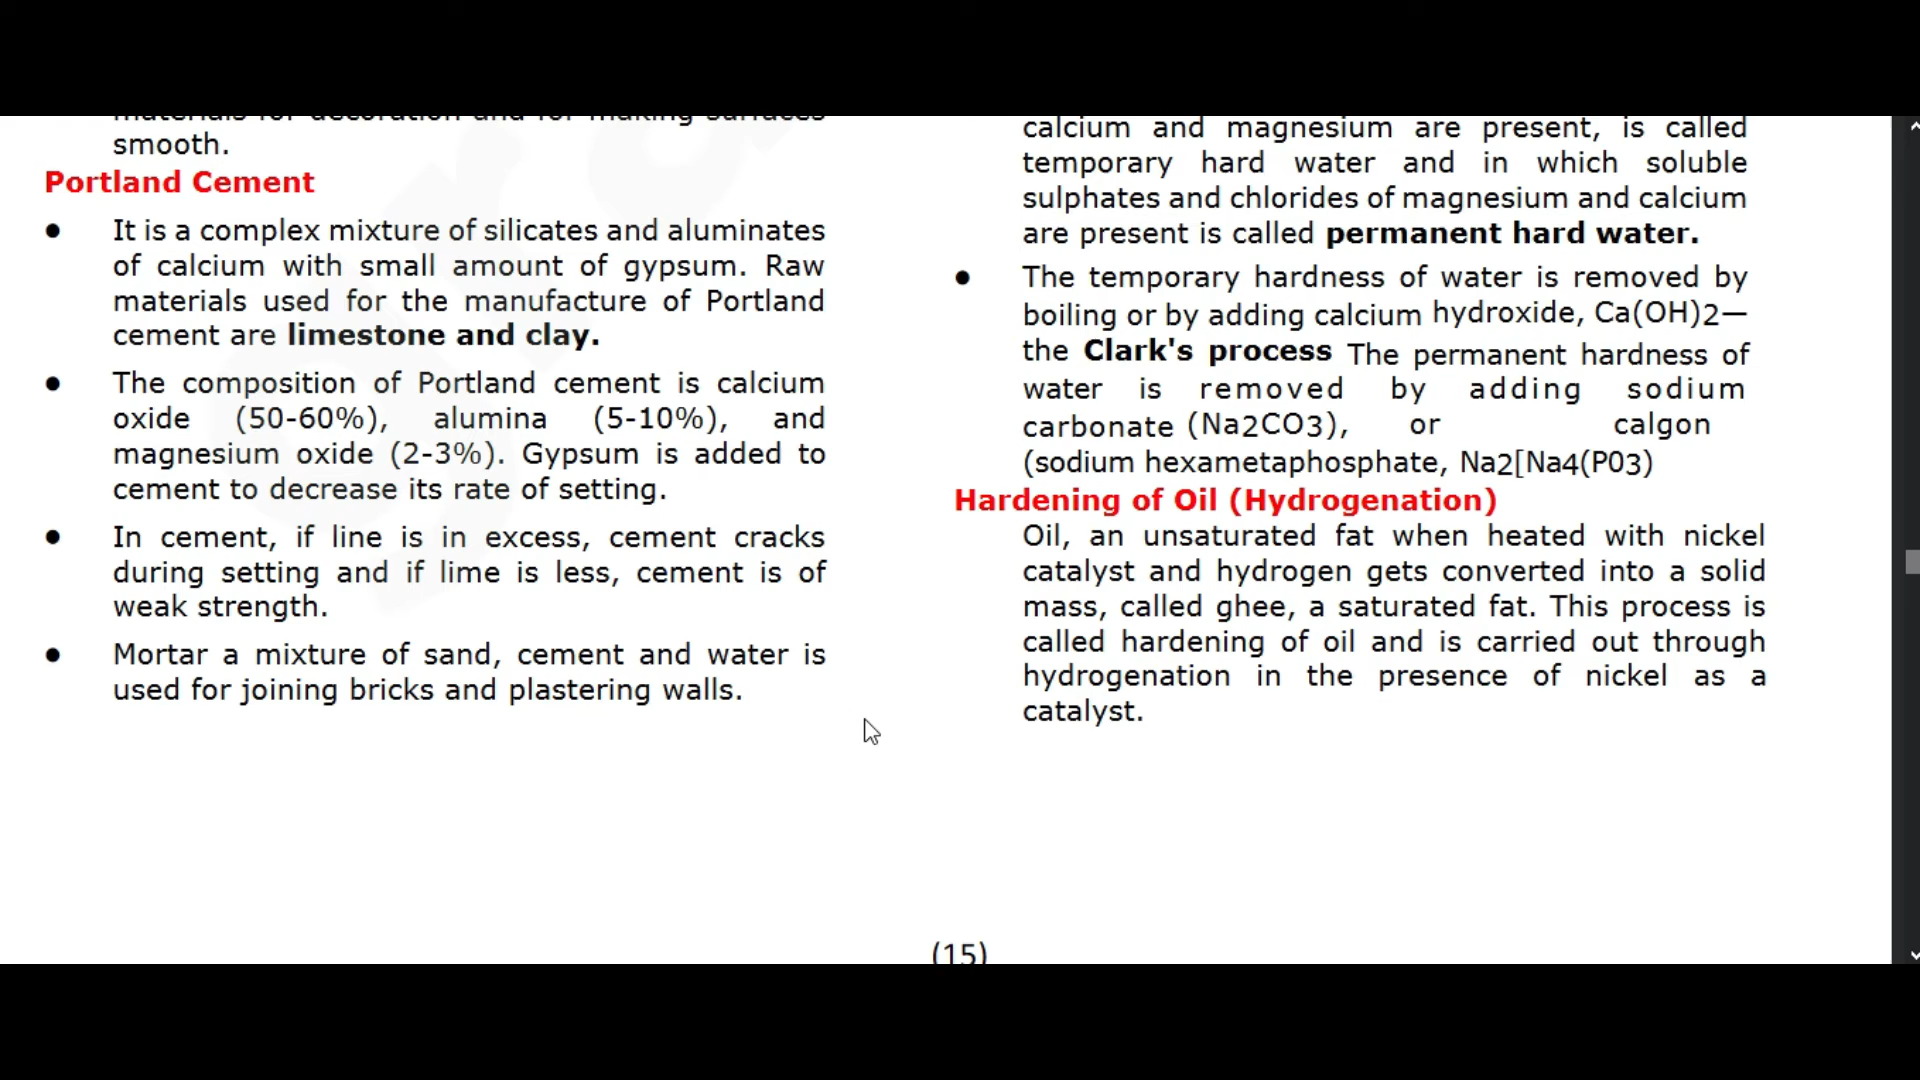 materials for decoration and for making surfaces
smooth.
Portland Cement
● It is a complex mixture of silicates and aluminates
of calcium with small amount of gypsum. Raw
materials used for the manufacture of Portland
cement are limestone and clay.
● The composition of Portland cement is calcium
oxide (50-60%), alumina (5-10%), and
magnesium oxide (2-3%). Gypsum is added to
cement to decrease its rate of setting.
● In cement, if line is in excess, cement cracks
during setting and if lime is less, cement is of
weak strength.
● Mortar a mixture of sand, cement and water is
used for joining bricks and plastering walls.
calcium and magnesium are present, is called
temporary hard water and in which soluble
sulphates and chlorides of magnesium and calcium
are present is called permanent hard water.
● The temporary hardness of water is removed by
boiling or by adding calcium hydroxide, Ca(OH)2—
the Clark's process The permanent hardness of
water is removed by adding sodium
carbonate (Na2CO3), or calgon
(sodium hexametaphosphate, Na2[Na4(P03)
Hardening of Oil (Hydrogenation)
Oil, an unsaturated fat when heated with nickel
catalyst and hydrogen gets converted into a solid
mass, called ghee, a saturated fat. This process is
called hardening of oil and is carried out through
hydrogenation in the presence of nickel as a
catalyst.
(15)